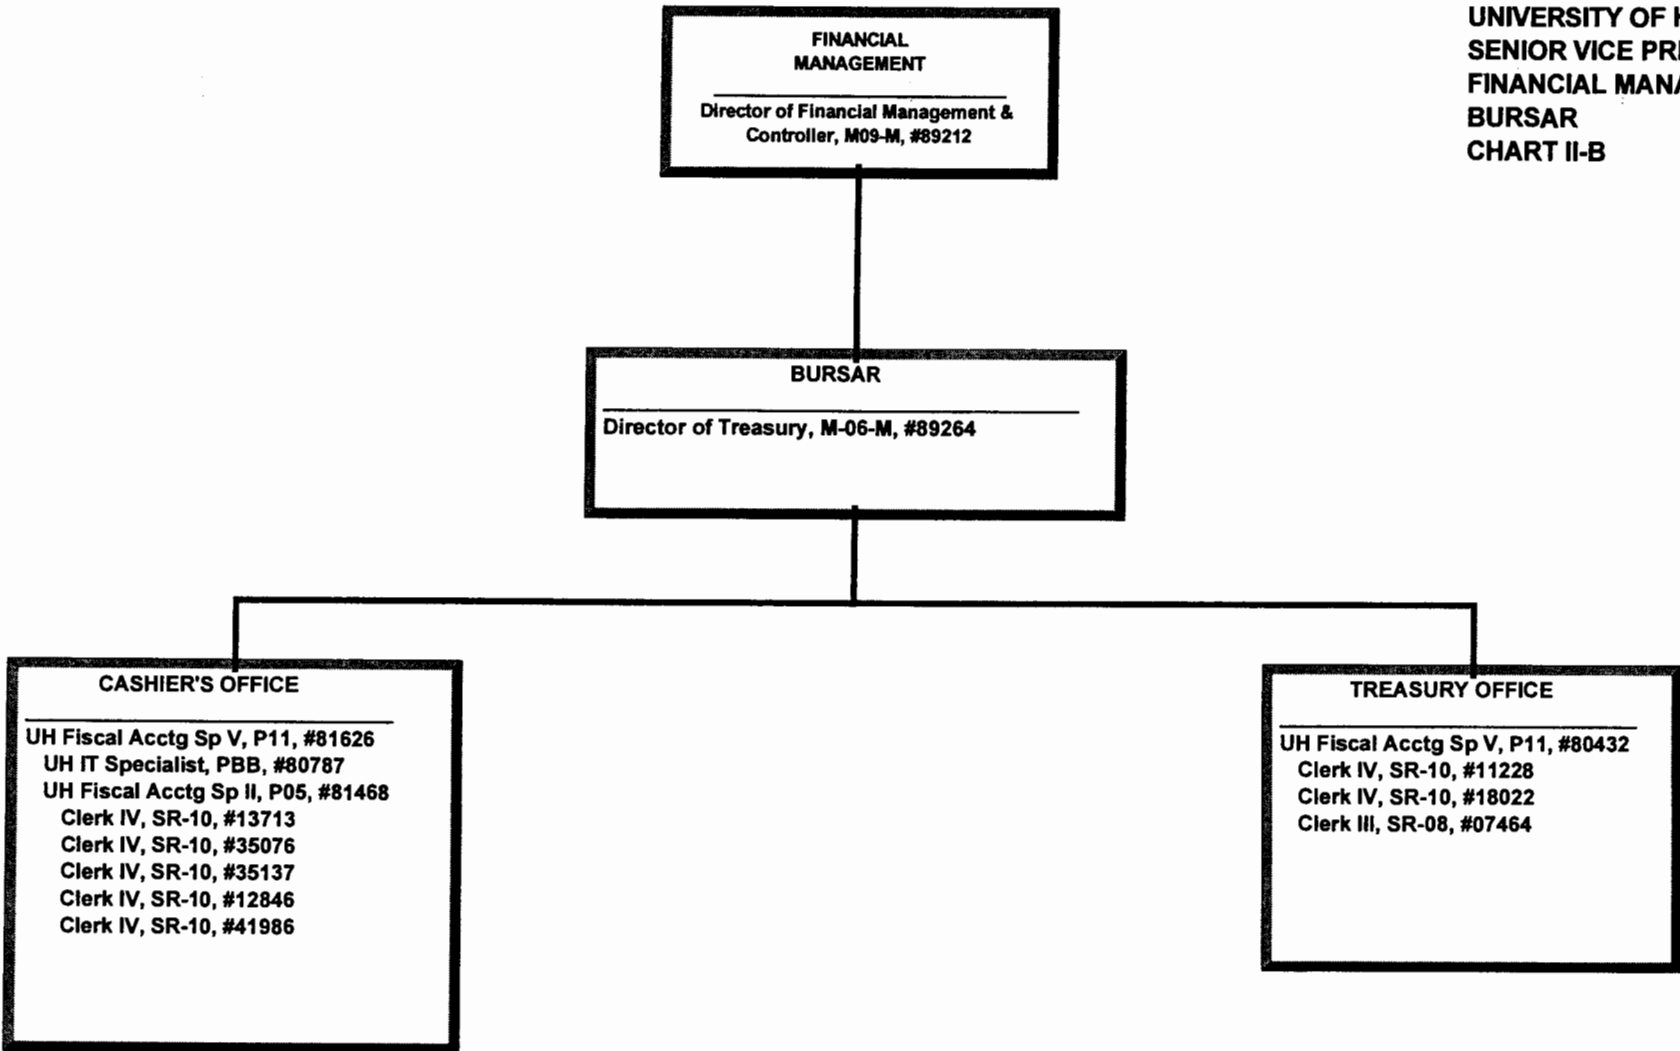 UNIVERSITY OF
SENIOR VICE
FINANCIAL
BURSAR
CHART II-B
FINANCIAL
MANAGEMENT
Director of Financial Management &
Controller, M09-M, #89212
BURSAR
Director of Treasury, M-06-M, #89264
CASHIER'S OFFICE
UH Fiscal Acctg Sp V, P11, #81626
UH IT Specialist, PBB, #80787
UH Fiscal Acctg Sp II, P05, #81468
Clerk IV, SR-10, #13713
Clerk IV, SR-10, #35076
Clerk IV, SR-10, #35137
Clerk IV, SR-10, #12846
Clerk IV, SR-10, #41986
TREASURY OFFICE
UH Fiscal Acctg Sp V, P11, #80432
Clerk IV, SR-10, #11228
Clerk IV, SR-10, #18022
Clerk III, SR-08, #07464